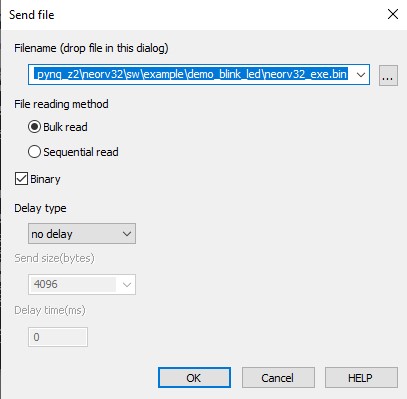 Send file
Filename (drop file in this dialog)
pynq_z2\neorv32\sw\example\demo_blink_led\neorv32_exe.bin
...
File reading method
Bulk read
Sequential read
Binary
Delay type
no delay
Send size(bytes)
4096
Delay time(ms)
0
OK Cancel HELP